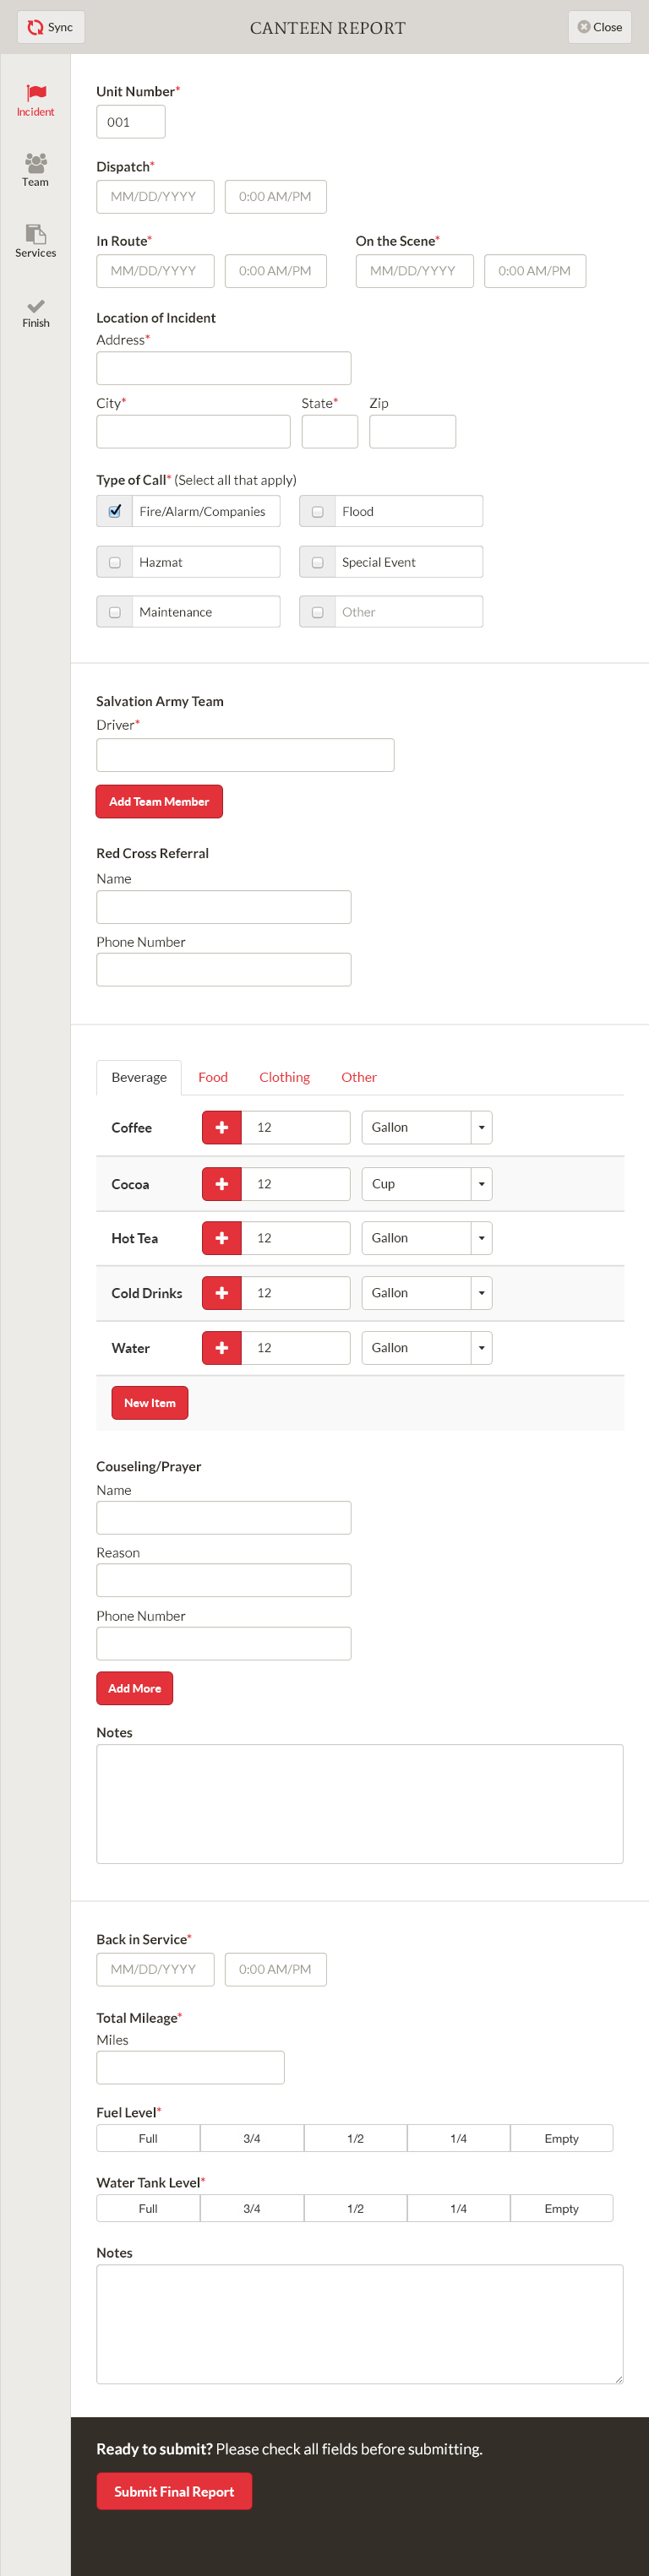 Sync
CANTEEN REPORT
Close
Incident
Team
Services
Finish
Unit Number*
001
Dispatch*
MM/DD/YYYY 0:00 AM/PM
In Route* On the Scene*
MM/DD/YYYY 0:00 AM/PM MM/DD/YYYY 0:00 AM/PM
Location of Incident
Address*
City* State* Zip
Type of Call* (Select all that apply)
Fire/Alarm/Companies Flood
Hazmat Special Event
Maintenance Other
Salvation Army Team
Driver*
Add Team Member
Red Cross Referral
Name
Phone Number
Beverage Food Clothing Other
Coffee 12 Gallon
Cocoa 12 Cup
Hot Tea 12 Gallon
Cold Drinks 12 Gallon
Water 12 Gallon
New Item
Couseling/Prayer
Name
Reason
Phone Number
Add More
Notes
Back in Service*
MM/DD/YYYY 0:00 AM/PM
Total Mileage*
Miles
Fuel Level*
Full 3/4 1/2 1/4 Empty
Water Tank Level*
Full 3/4 1/2 1/4 Empty
Notes
Ready to submit? Please check all fields before submitting.
Submit Final Report